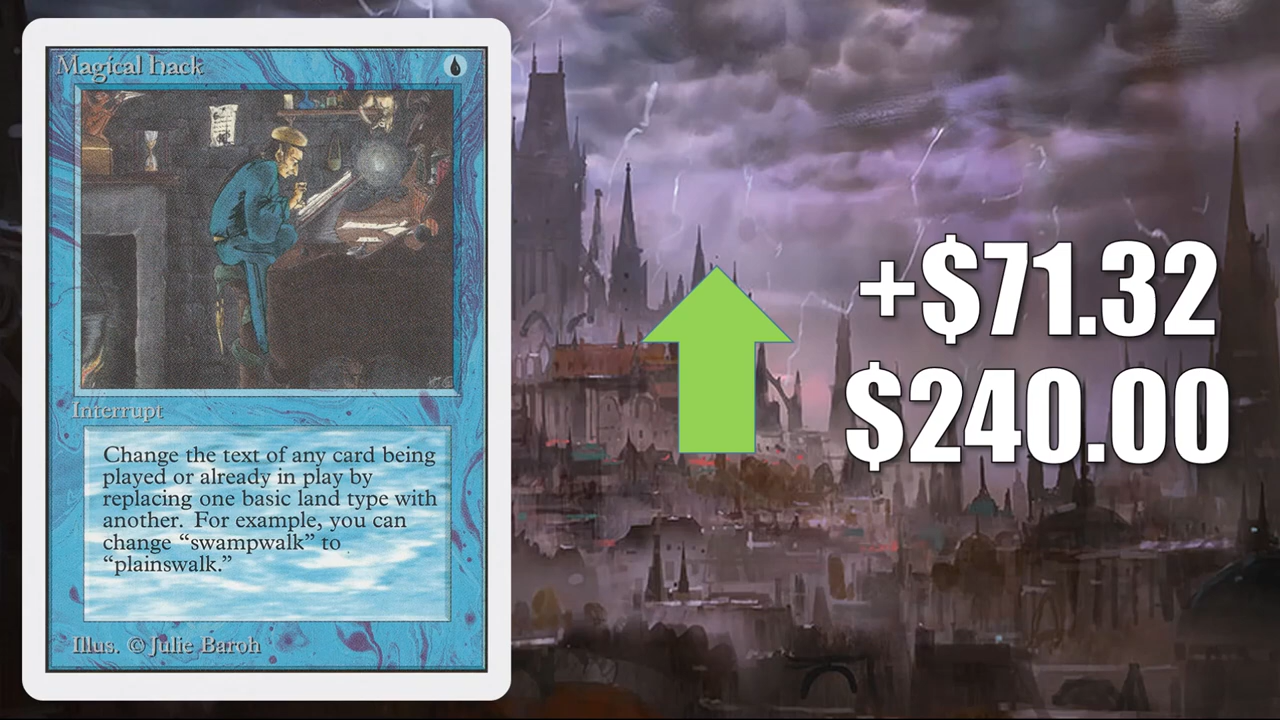 Magical Hack
Interrupt
Change the text of any card being
played or already in play by
replacing one basic land type with
another. For example, you can
change “swampwalk” to
“plainswalk.”
Illus. © Julie Baroh
+$71.32
$240.00